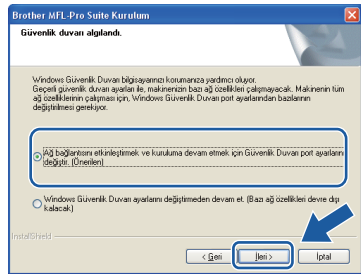 Brother MFL-Pro Suite Kurulum
Güvenlik duvarı algılandı.
Windows Güvenlik Duvarı bilgisayarınızı korumanıza yardımcı oluyor.
Geçerli güvenlik duvarı ayarları ile, makinenizin bazı ağ özellikleri çalışmayacak. Makinenin tüm
ağ özelliklerinin çalışması için, Windows Güvenlik Duvarı port ayarlarından bazılarının
değiştirilmesi gerekiyor.
Ağ bağlantısını etkinleştirmek ve kuruluma devam etmek için Güvenlik Duvarı port ayarlarını
değiştir. (Önerilen)
Windows Güvenlik Duvarı ayarlarını değiştirmeden devam et. (Bazı ağ özellikleri devre dışı
kalacak)
InstallShield
< Geri
İleri >
İptal